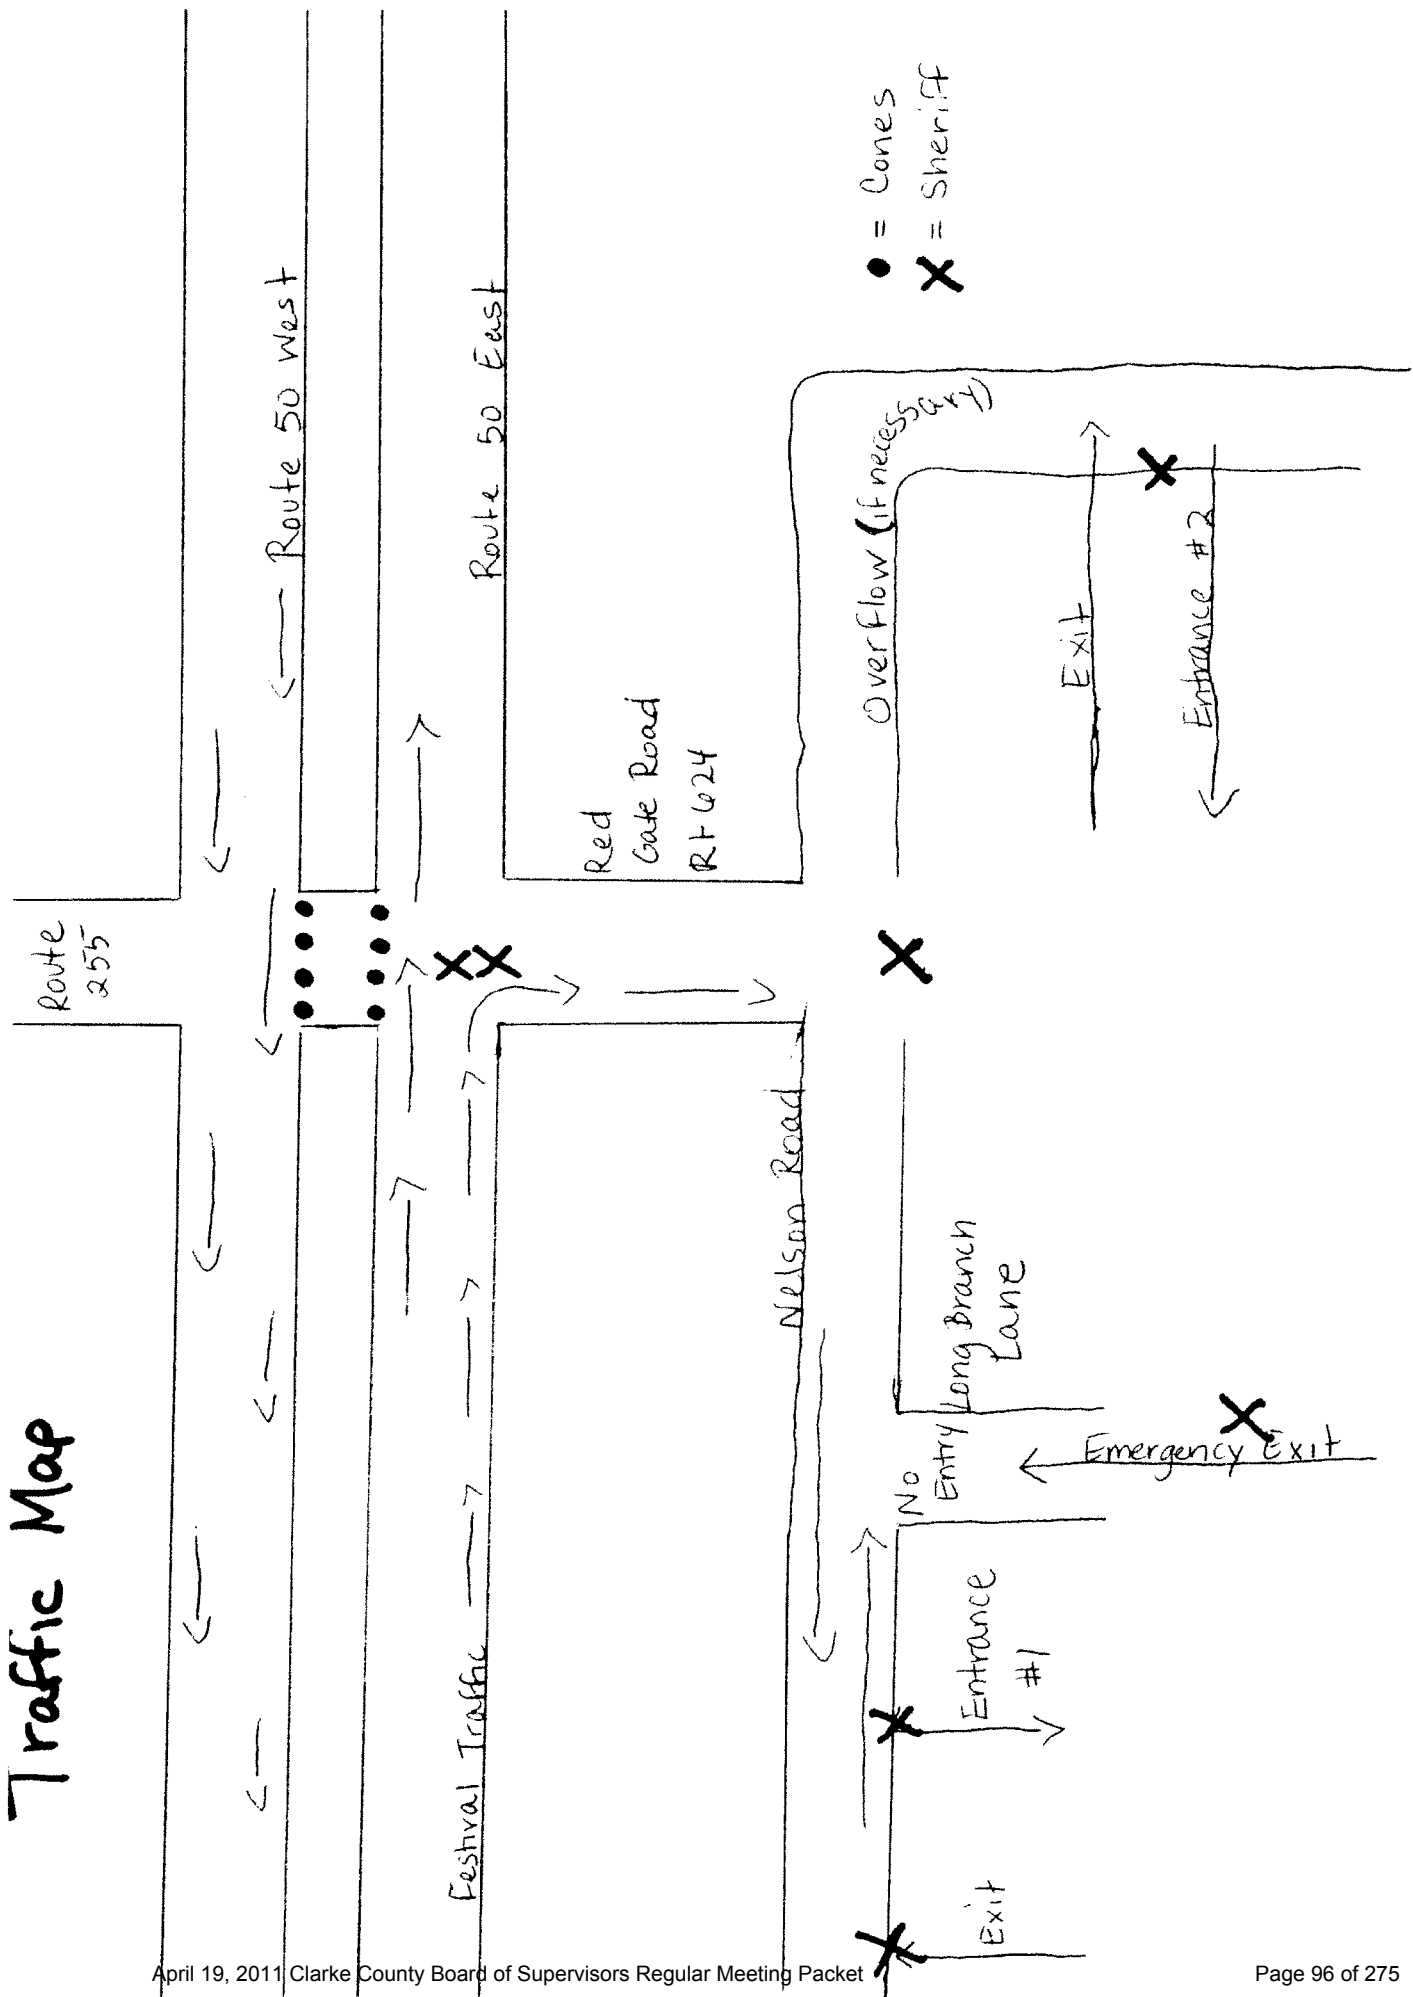 Traffic Map
Route
255
← Route 50 West
Route 50 East
Festival Traffic
Red
Gate Road
Rt 624
Nelson Road
Overflow (if necessary)
● = Cones
X = Sheriff
Exit
Entrance #2
No
Entry
Long Branch
Lane
Emergency Exit
Entrance
#1
Exit
April 19, 2011 Clarke County Board of Supervisors Regular Meeting Packet
Page 96 of 275